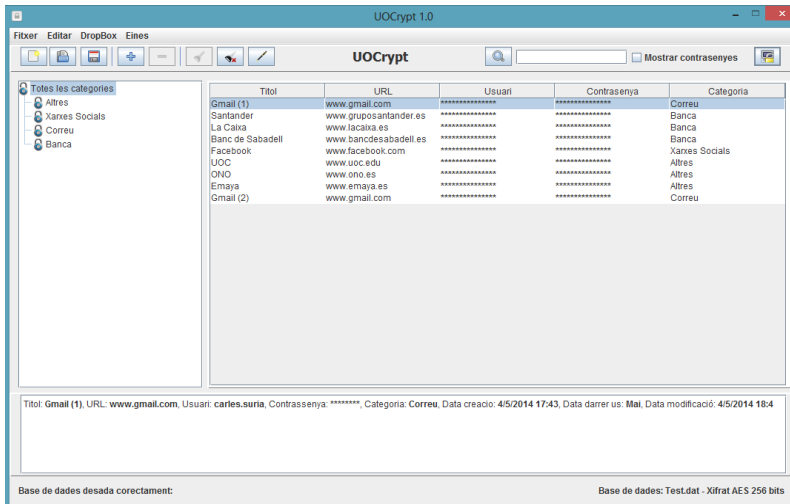 UOCrypt 1.0
Fitxer Editar DropBox Eines
UOCrypt
Mostrar contrasenyes
Totes les categories
Altres
Xarxes Socials
Correu
Banca
Titol URL Usuari Contrasenya Categoria
Gmail (1) www.gmail.com *************** *************** Correu
Santander www.gruposantander.es *************** *************** Banca
La Caixa www.lacaixa.es *************** *************** Banca
Banc de Sabadell www.bancdesabadell.es *************** *************** Banca
Facebook www.facebook.com *************** *************** Xarxes Socials
UOC www.uoc.edu *************** *************** Altres
ONO www.ono.es *************** *************** Altres
Emaya www.emaya.es *************** *************** Altres
Gmail (2) www.gmail.com *************** *************** Correu
Titol: Gmail (1), URL: www.gmail.com, Usuari: carles.suria, Contrassenya: ********, Categoria: Correu, Data creacio: 4/5/2014 17:43, Data darrer us: Mai, Data modificació: 4/5/2014 18:4
Base de dades desada corectament: Base de dades: Test.dat - Xifrat AES 256 bits